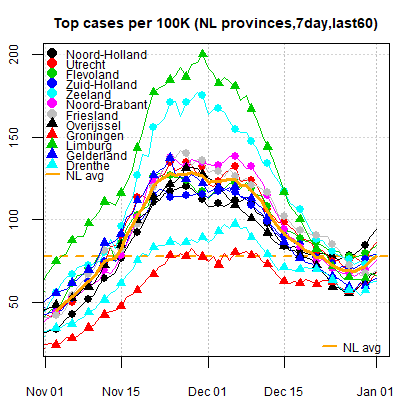 Top cases per 100K (NL provinces,7day,last60)
Noord-Holland
Utrecht
Flevoland
Zuid-Holland
Zeeland
Noord-Brabant
Friesland
Overijssel
Groningen
Limburg
Gelderland
Drenthe
NL avg
200
150
100
50
NL avg
Nov 01 Nov 15 Dec 01 Dec 15 Jan 01